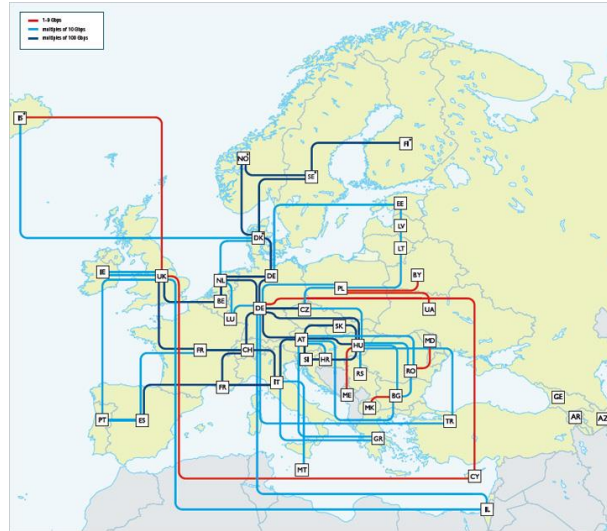 1-9 Gbps
multiples of 10 Gbps
multiples of 100 Gbps
IS
NO
FI
SE
EE
LV
DK
LT
IE
UK
NL
DE
BY
BE
PL
LU
DE
CZ
UA
SK
AT
HU
MD
FR
CH
SI
HR
RS
RO
FR
IT
ME
BG
GE
MK
PT
ES
TR
AR
AZ
GR
MT
CY
IL